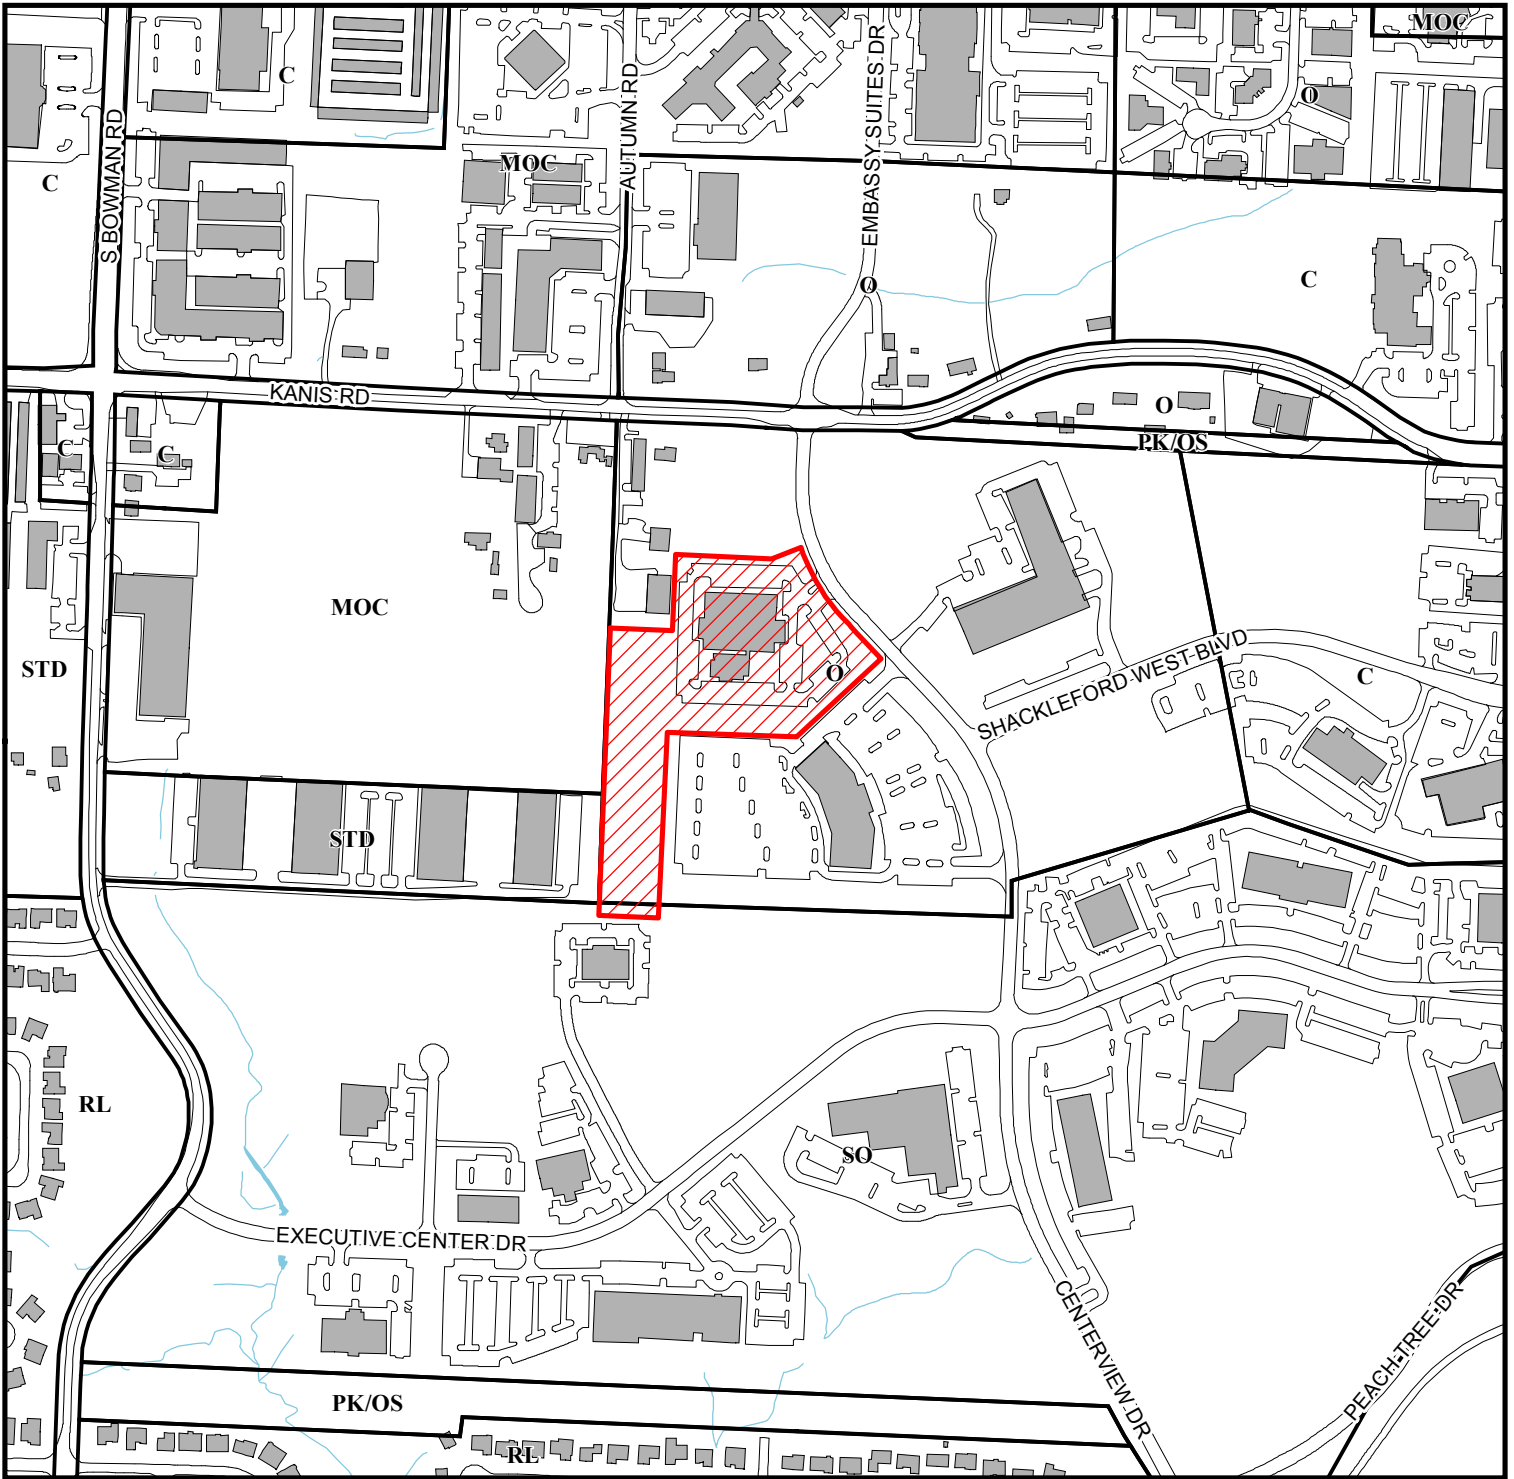 MOC
C
O
S BOWMAN RD
AUTUMN RD
EMBASSY SUITES DR
MOC
C
C
O
KANIS RD
O
C
C
PK/OS
MOC
STD
SHACKLEFORD WEST BLVD
O
C
STD
RL
SO
EXECUTIVE CENTER DR
CENTERVIEW DR
PEACH TREE DR
PK/OS
RL